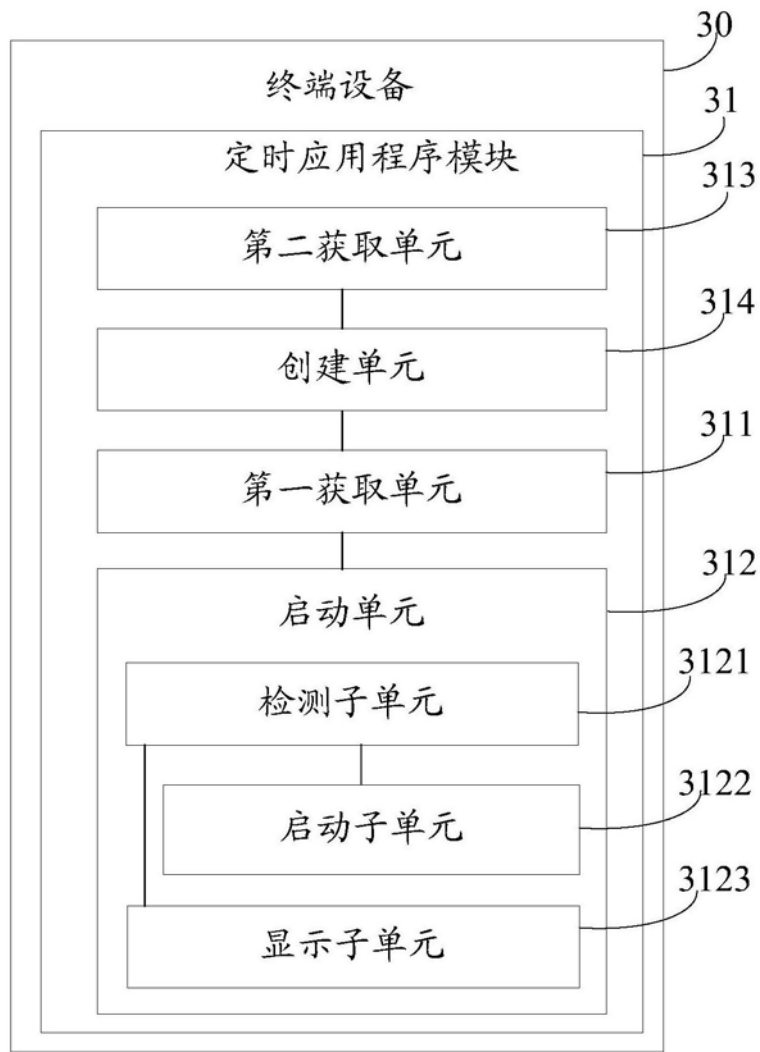 30
终端设备
31
定时应用程序模块
313
第二获取单元
314
创建单元
311
第一获取单元
312
启动单元
3121
检测子单元
3122
启动子单元
3123
显示子单元